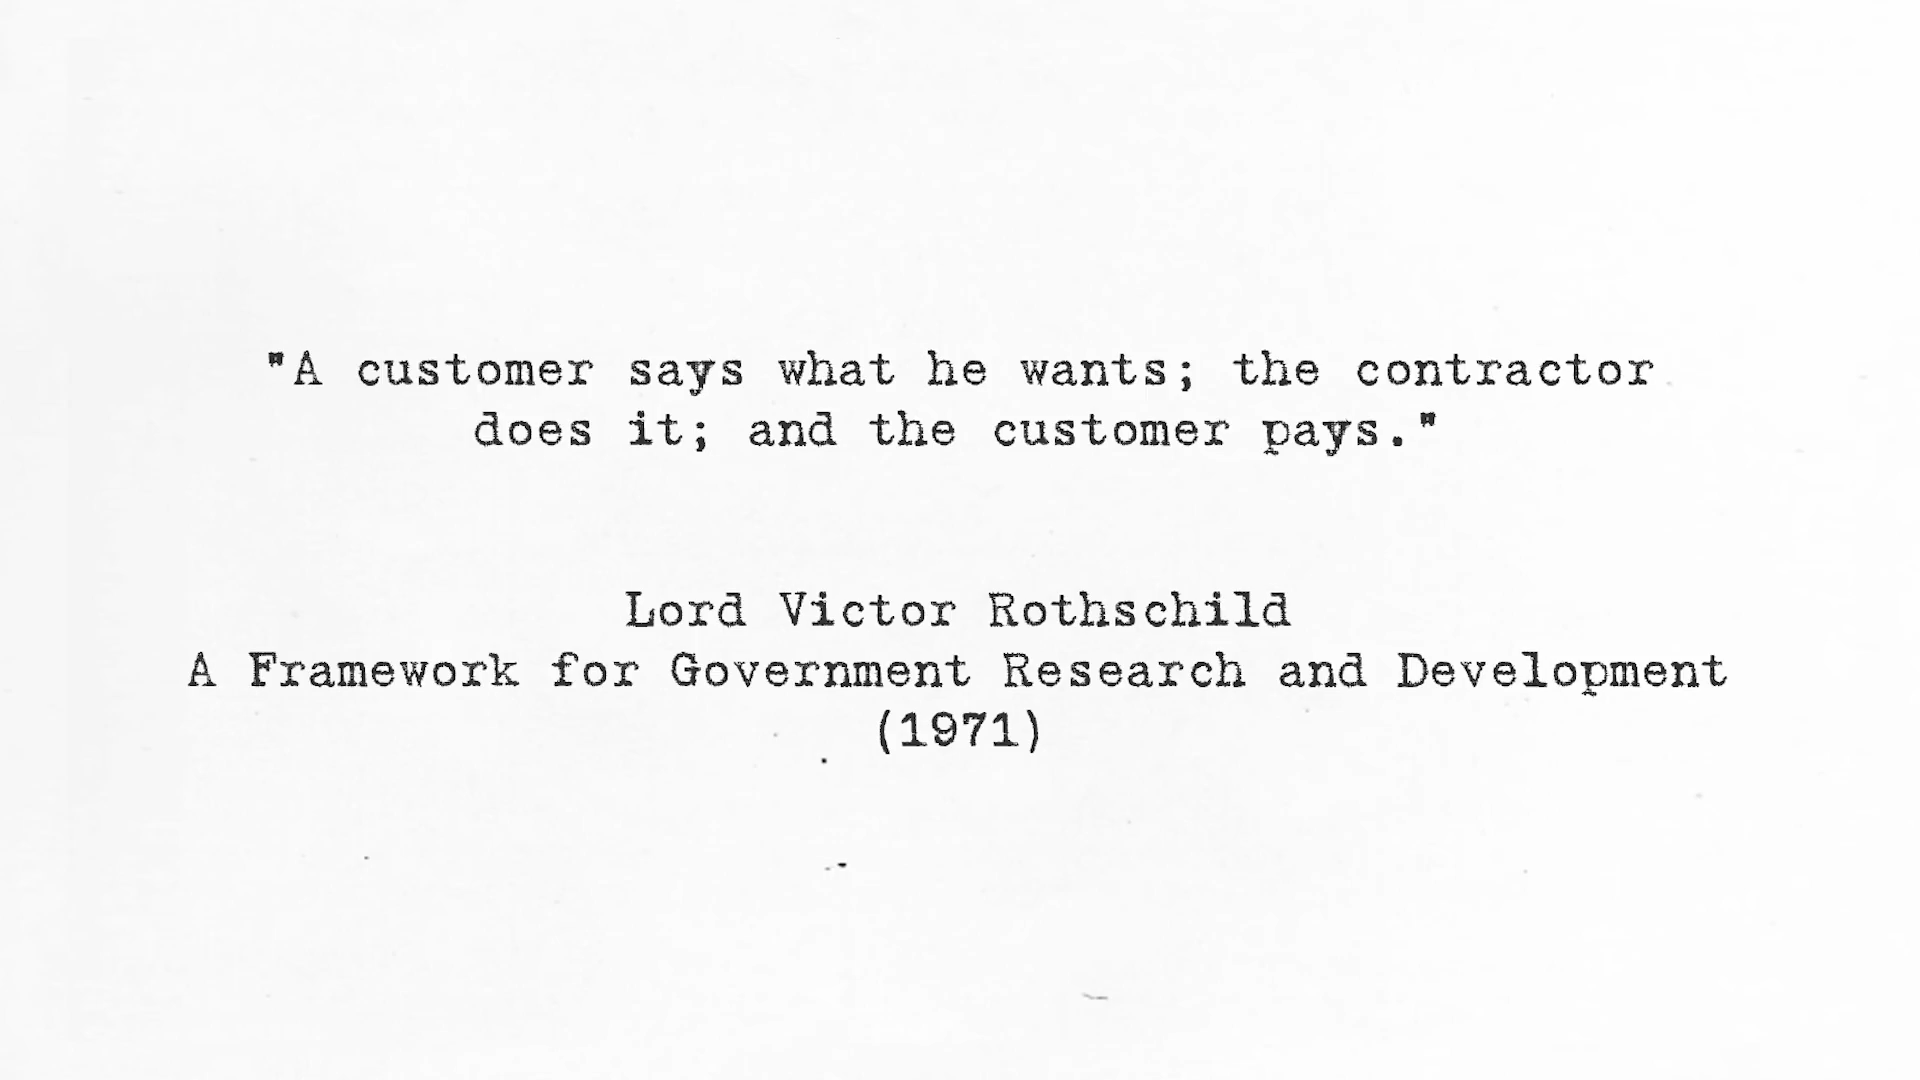 "A customer says what he wants; the contractor
does it; and the customer pays."
Lord Victor Rothschild
A Framework for Government Research and Development
(1971)